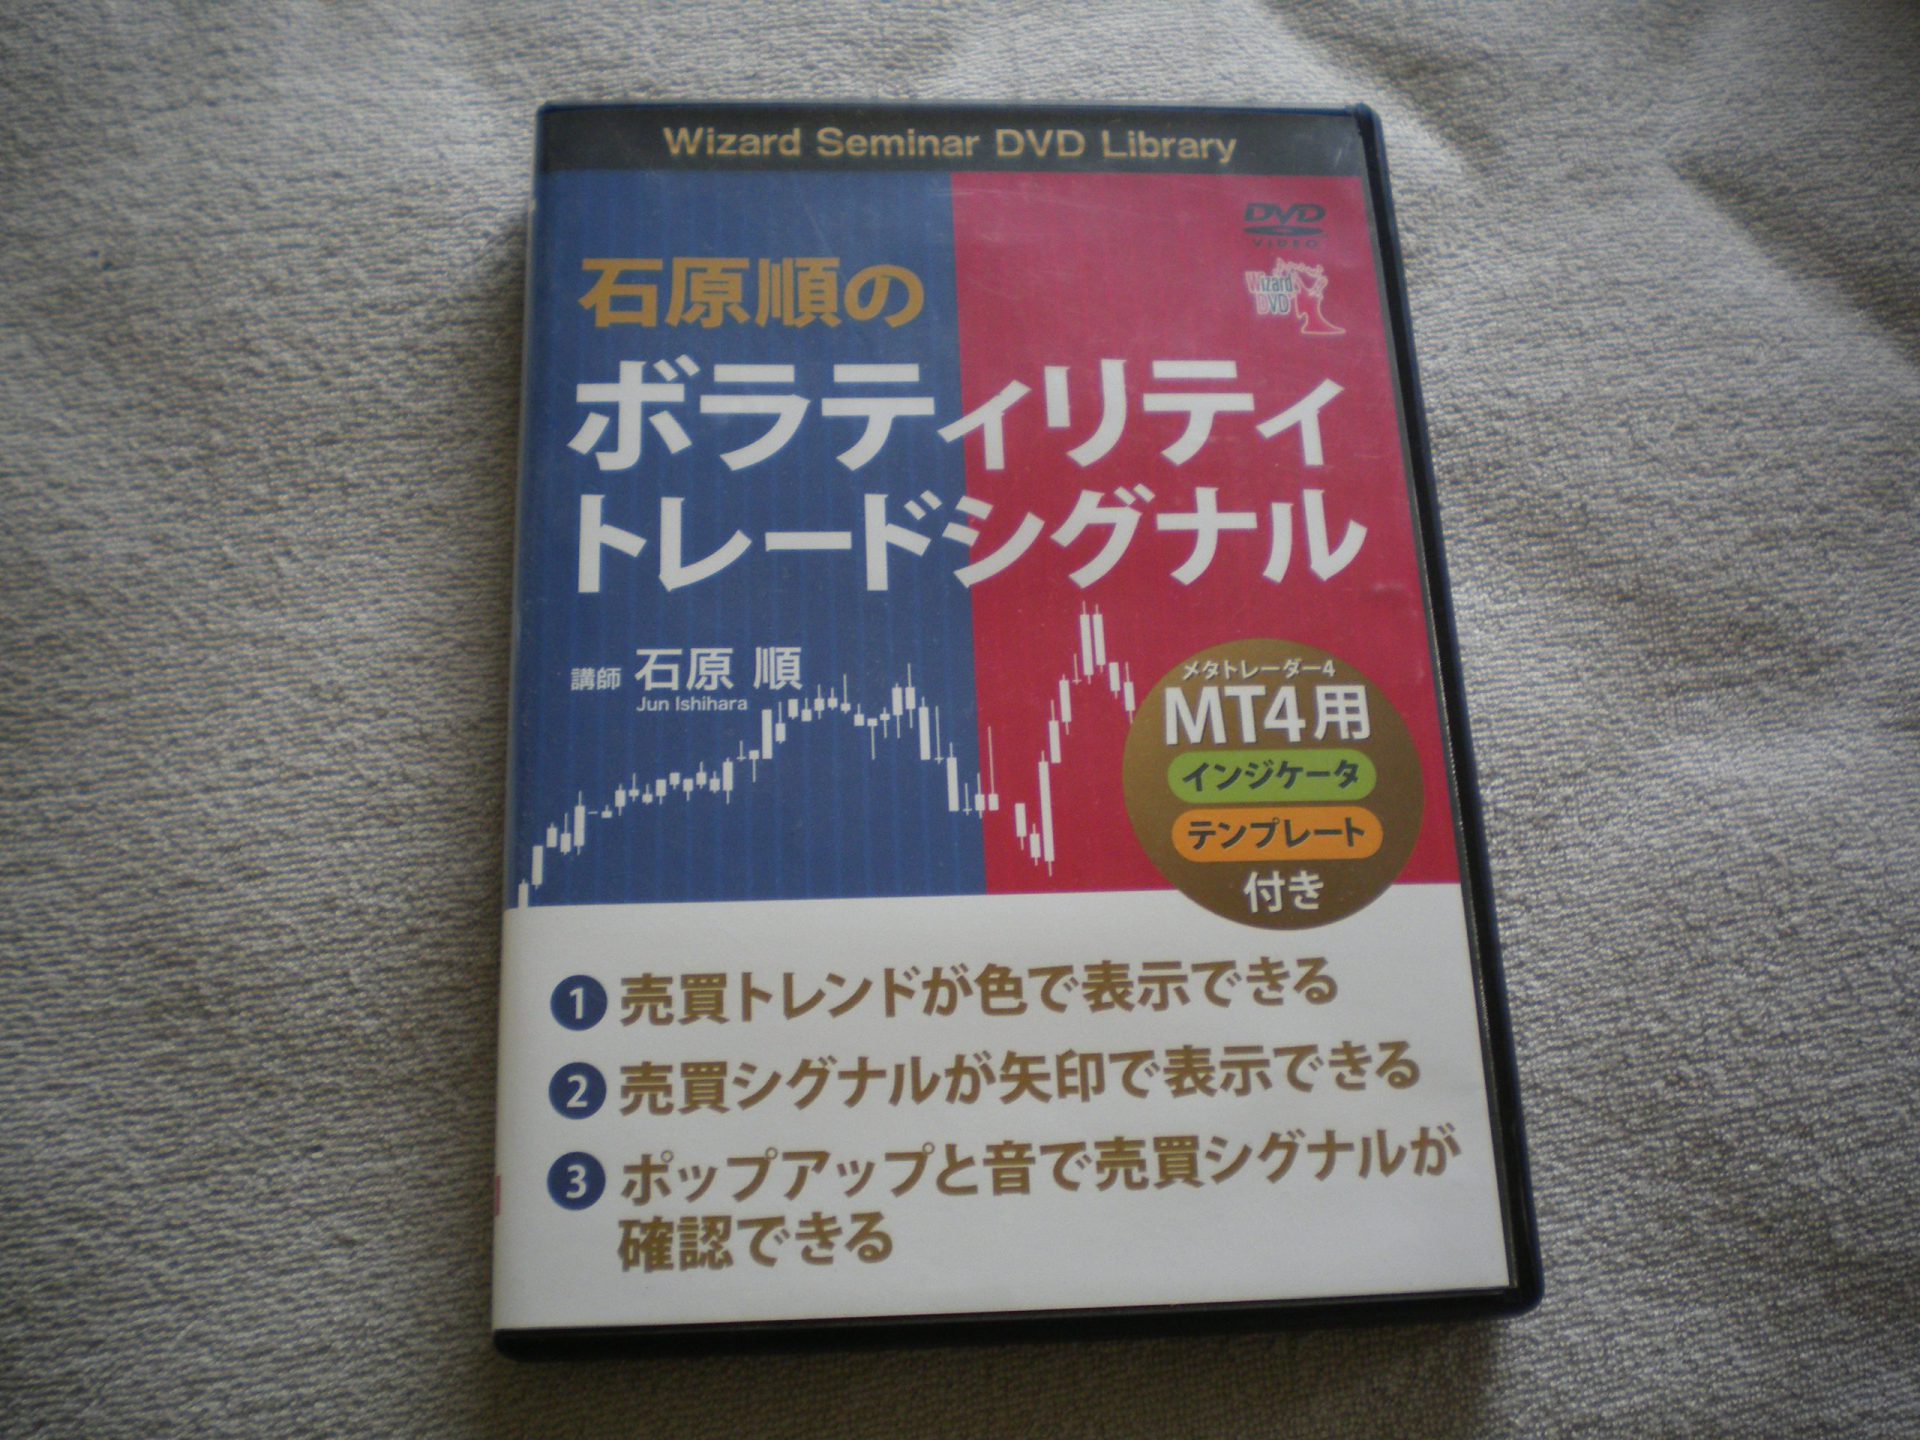 Wizard Seminar DVD Library
DVD
VIDEO
Wizard
DVD
石原順の
ボラティリティ
トレードシグナル
講師 石原 順
Jun Ishihara
メタトレーダー4
MT4用
インジケータ
テンプレート
付き
1 売買トレンドが色で表示できる
2 売買シグナルが矢印で表示できる
3 ポップアップと音で売買シグナルが
確認できる